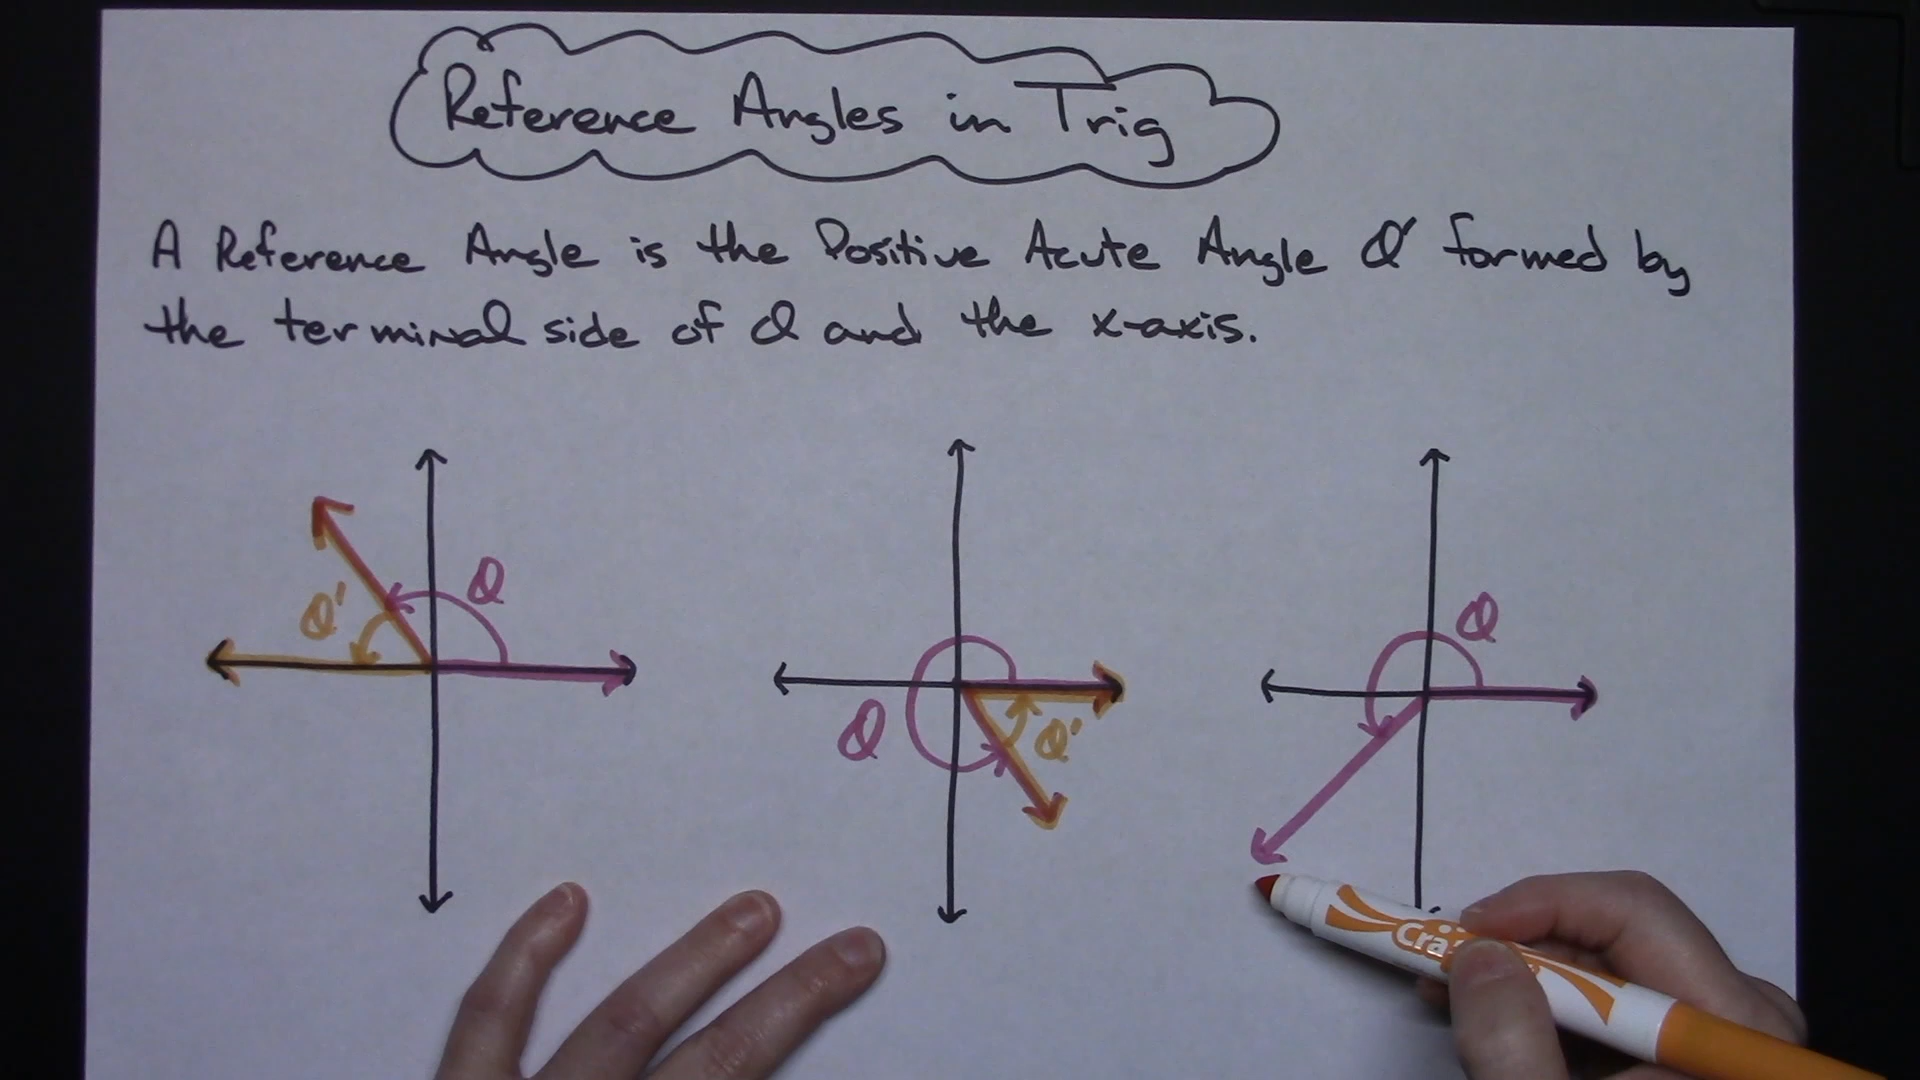 Reference Angles in Trig
A Reference Angle is the Positive Acute Angle θ' formed by
the terminal side of θ and the x-axis.
θ' θ
θ θ'
θ
Cra